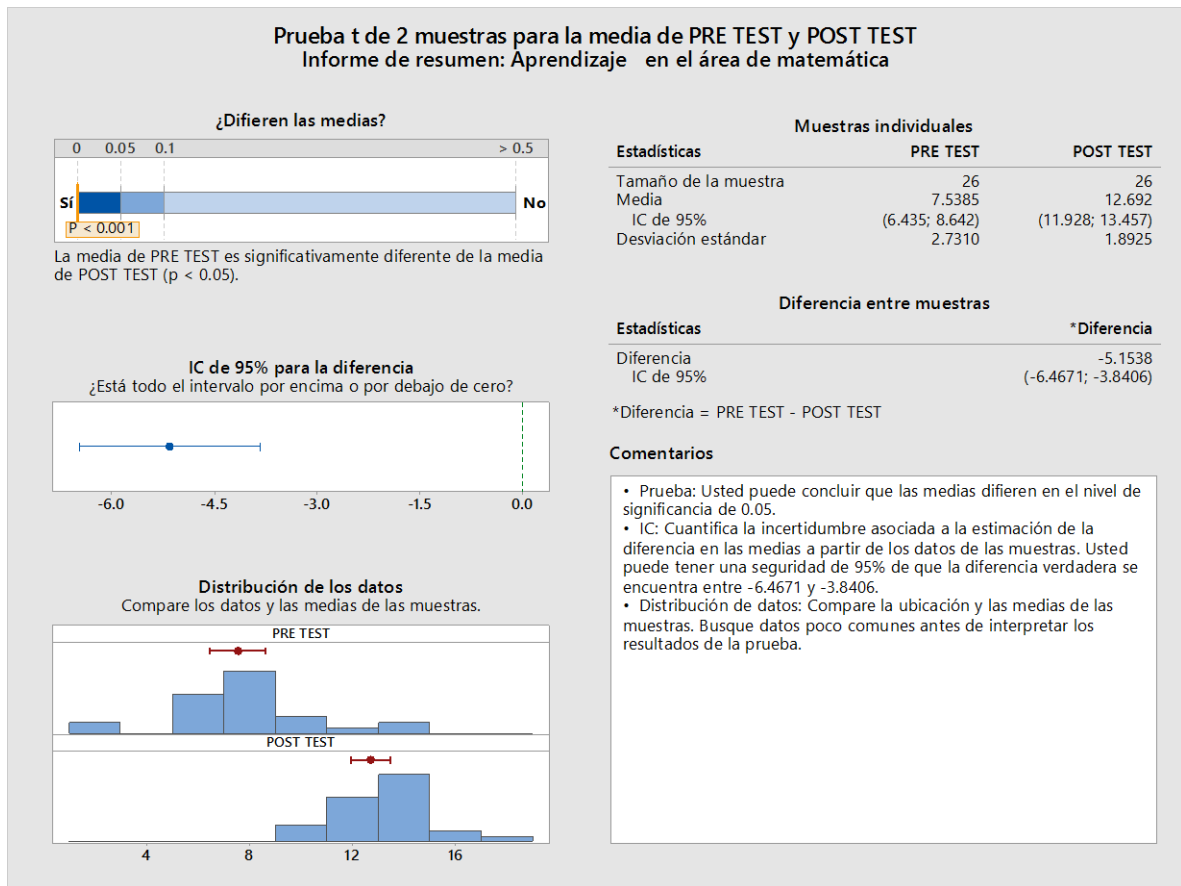 Prueba t de 2 muestras para la media de PRE TEST y POST TEST
Informe de resumen: Aprendizaje en el área de matemática
¿Difieren las medias?
0 0.05 0.1 > 0.5
Sí No
P < 0.001
La media de PRE TEST es significativamente diferente de la media
de POST TEST (p < 0.05).
IC de 95% para la diferencia
¿Está todo el intervalo por encima o por debajo de cero?
-6.0 -4.5 -3.0 -1.5 0.0
Distribución de los datos
Compare los datos y las medias de las muestras.
PRE TEST
POST TEST
4 8 12 16
Muestras individuales
Estadísticas PRE TEST POST TEST
Tamaño de la muestra 26 26
Media 7.5385 12.692
IC de 95% (6.435; 8.642) (11.928; 13.457)
Desviación estándar 2.7310 1.8925
Diferencia entre muestras
Estadísticas *Diferencia
Diferencia -5.1538
IC de 95% (-6.4671; -3.8406)
*Diferencia = PRE TEST - POST TEST
Comentarios
• Prueba: Usted puede concluir que las medias difieren en el nivel de
significancia de 0.05.
• IC: Cuantifica la incertidumbre asociada a la estimación de la
diferencia en las medias a partir de los datos de las muestras. Usted
puede tener una seguridad de 95% de que la diferencia verdadera se
encuentra entre -6.4671 y -3.8406.
• Distribución de datos: Compare la ubicación y las medias de las
muestras. Busque datos poco comunes antes de interpretar los
resultados de la prueba.